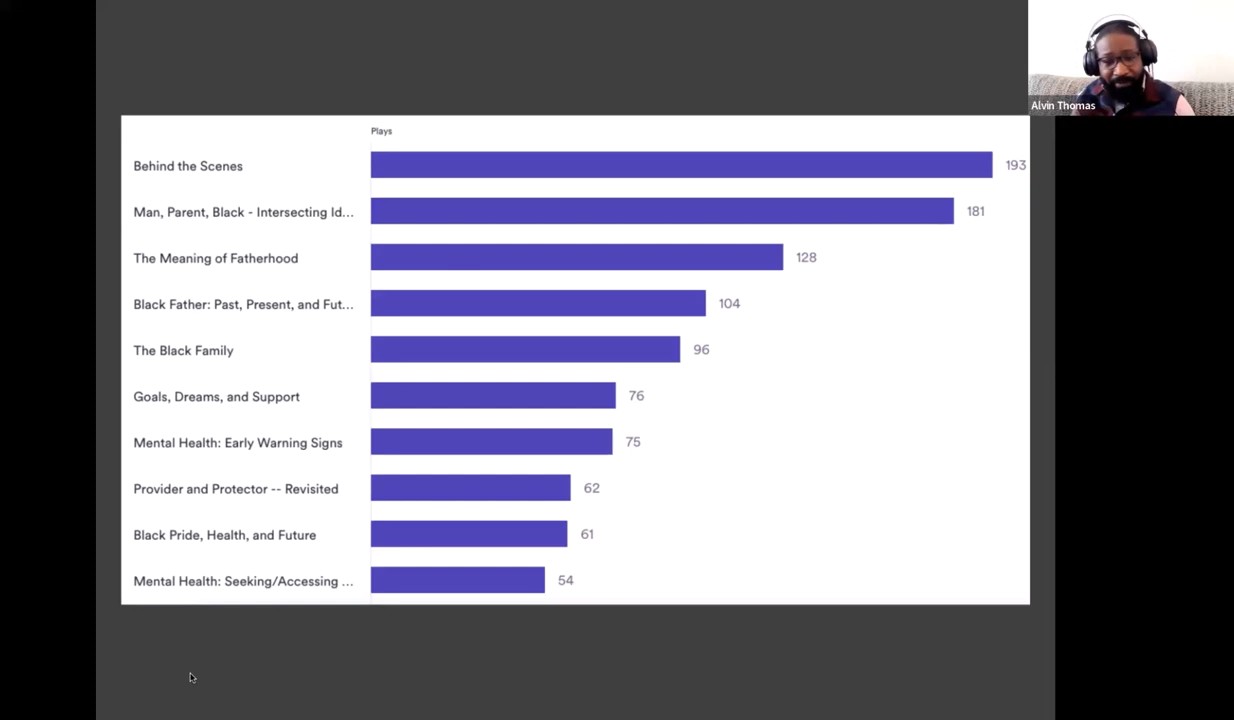 Alvin Thomas
Plays
Behind the Scenes 193
Man, Parent, Black - Intersecting Id... 181
The Meaning of Fatherhood 128
Black Father: Past, Present, and Fut... 104
The Black Family 96
Goals, Dreams, and Support 76
Mental Health: Early Warning Signs 75
Provider and Protector -- Revisited 62
Black Pride, Health, and Future 61
Mental Health: Seeking/Accessing ... 54